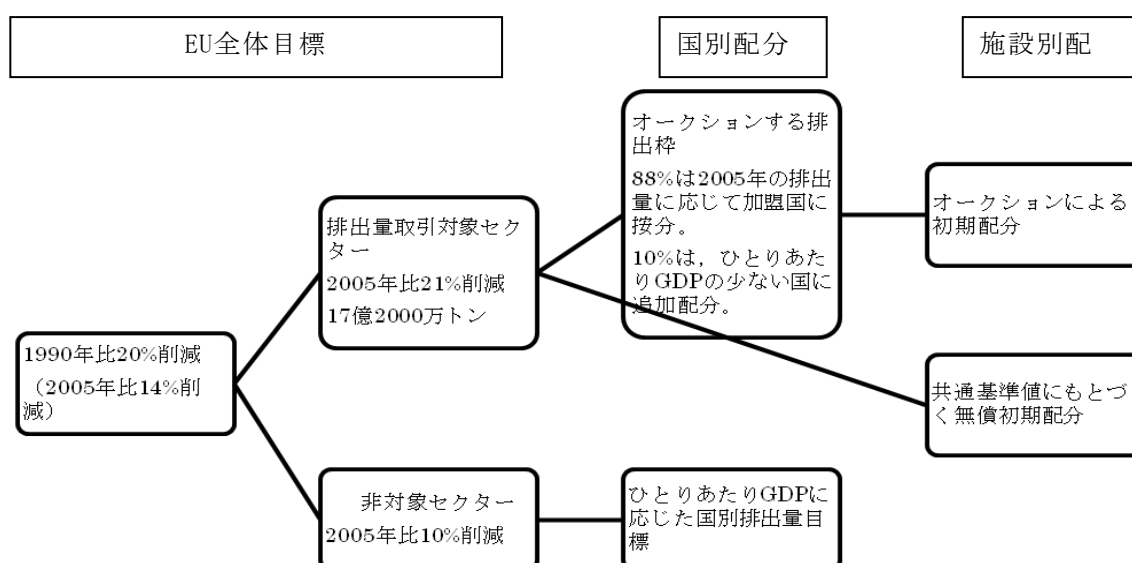 EU全体目標
国別配分
施設別配
オークションする排
出枠
88%は2005年の排出
量に応じて加盟国に
按分。
10%は，ひとりあた
りGDPの少ない国に
追加配分。
オークションによる
初期配分
排出量取引対象セク
ター
2005年比21%削減
17億2000万トン
1990年比20%削減
（2005年比14%削
減）
共通基準値にもとづ
く無償初期配分
非対象セクター
2005年比10%削減
ひとりあたりGDPに
応じた国別排出量目
標